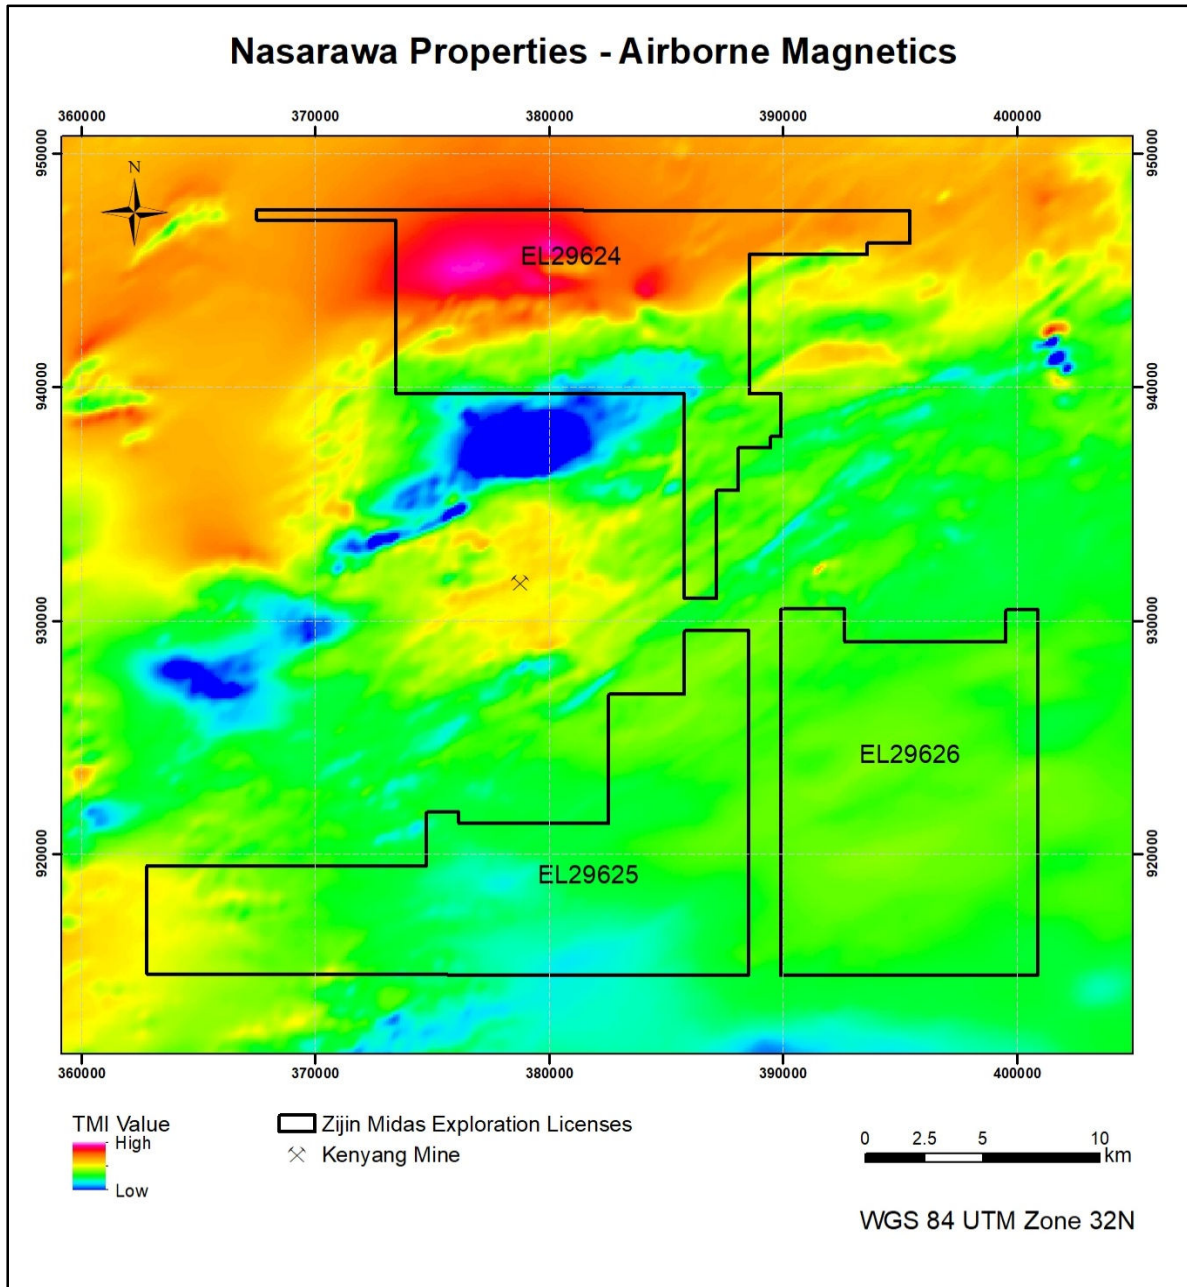 Nasarawa Properties - Airborne Magnetics
360000 370000 380000 390000 400000
950000 950000
N
EL29624
940000 940000
930000 930000
EL29626
920000 920000
EL29625
360000 370000 380000 390000 400000
TMI Value
High
Low
Zijin Midas Exploration Licenses
Kenyang Mine
0 2.5 5 10
km
WGS 84 UTM Zone 32N